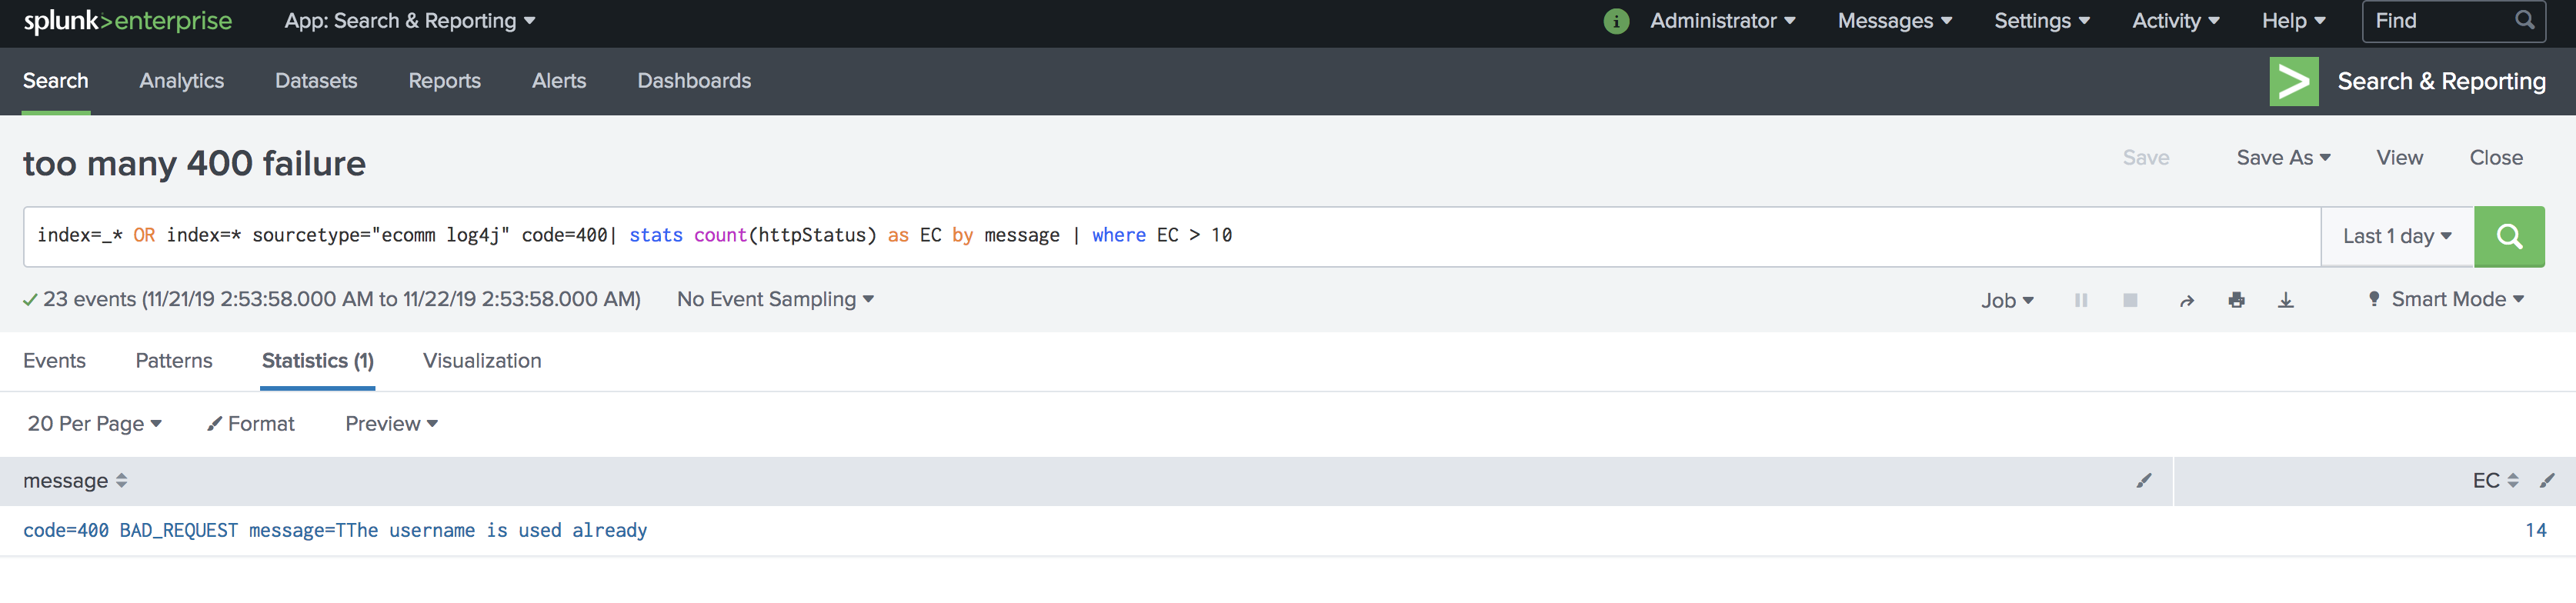 splunk>enterprise App: Search & Reporting i Administrator Messages Settings Activity Help Find
Search Analytics Datasets Reports Alerts Dashboards > Search & Reporting
too many 400 failure Save Save As View Close
index=_* OR index=* sourcetype="ecomm log4j" code=400| stats count(httpStatus) as EC by message | where EC > 10 Last 1 day
23 events (11/21/19 2:53:58.000 AM to 11/22/19 2:53:58.000 AM) No Event Sampling Job Smart Mode
Events Patterns Statistics (1) Visualization
20 Per Page Format Preview
message EC
code=400 BAD_REQUEST message=TThe username is used already 14